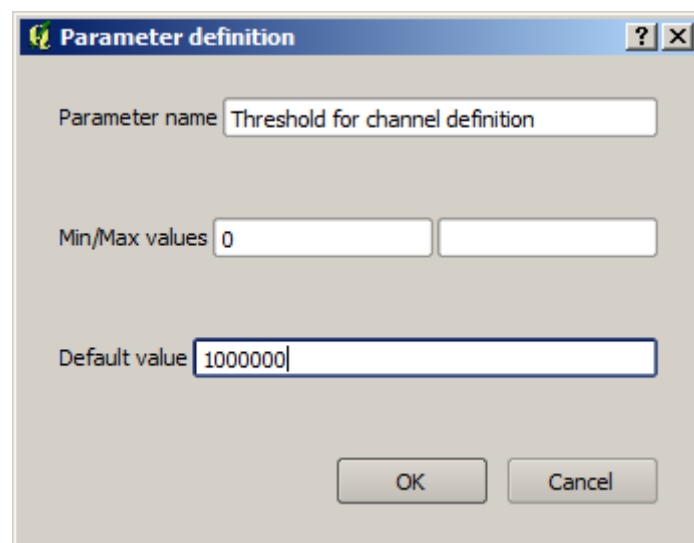 Parameter definition
Parameter name Threshold for channel definition
Min/Max values 0
Default value 1000000
OK Cancel